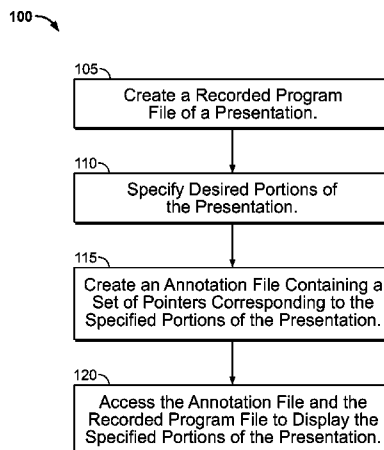 100
105
Create a Recorded Program
File of a Presentation.
110
Specify Desired Portions of
the Presentation.
115
Create an Annotation File Containing a
Set of Pointers Corresponding to the
Specified Portions of the Presentation.
120
Access the Annotation File and the
Recorded Program File to Display the
Specified Portions of the Presentation.